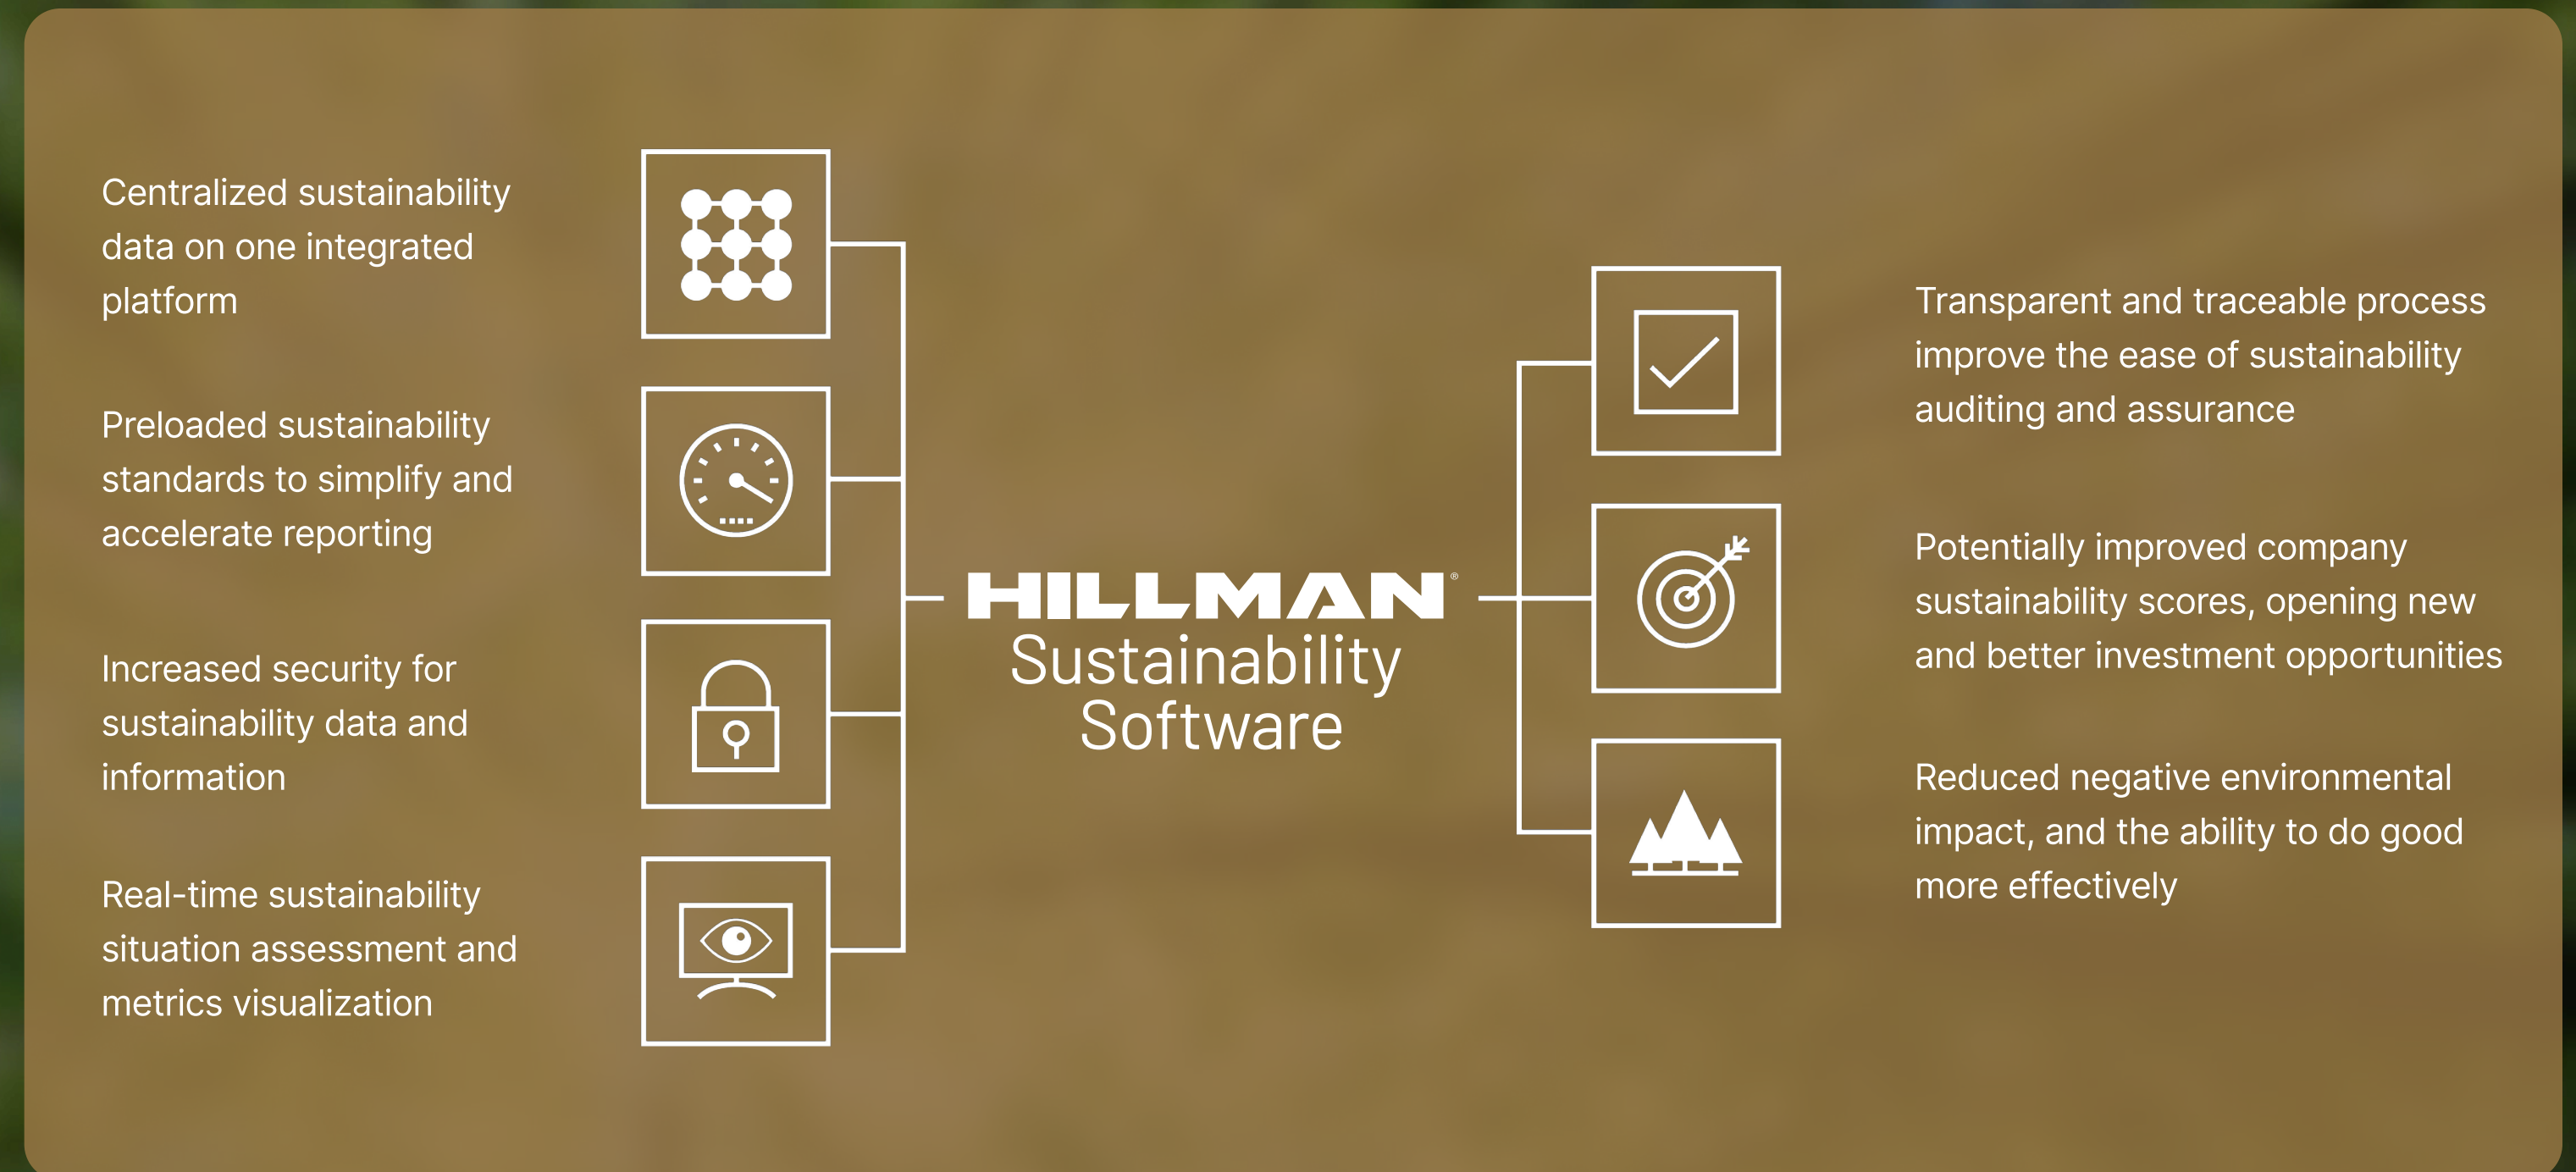 Centralized sustainability
data on one integrated
platform
Preloaded sustainability
standards to simplify and
accelerate reporting
Increased security for
sustainability data and
information
Real-time sustainability
situation assessment and
metrics visualization
HILLMAN®
Sustainability
Software
Transparent and traceable process
improve the ease of sustainability
auditing and assurance
Potentially improved company
sustainability scores, opening new
and better investment opportunities
Reduced negative environmental
impact, and the ability to do good
more effectively